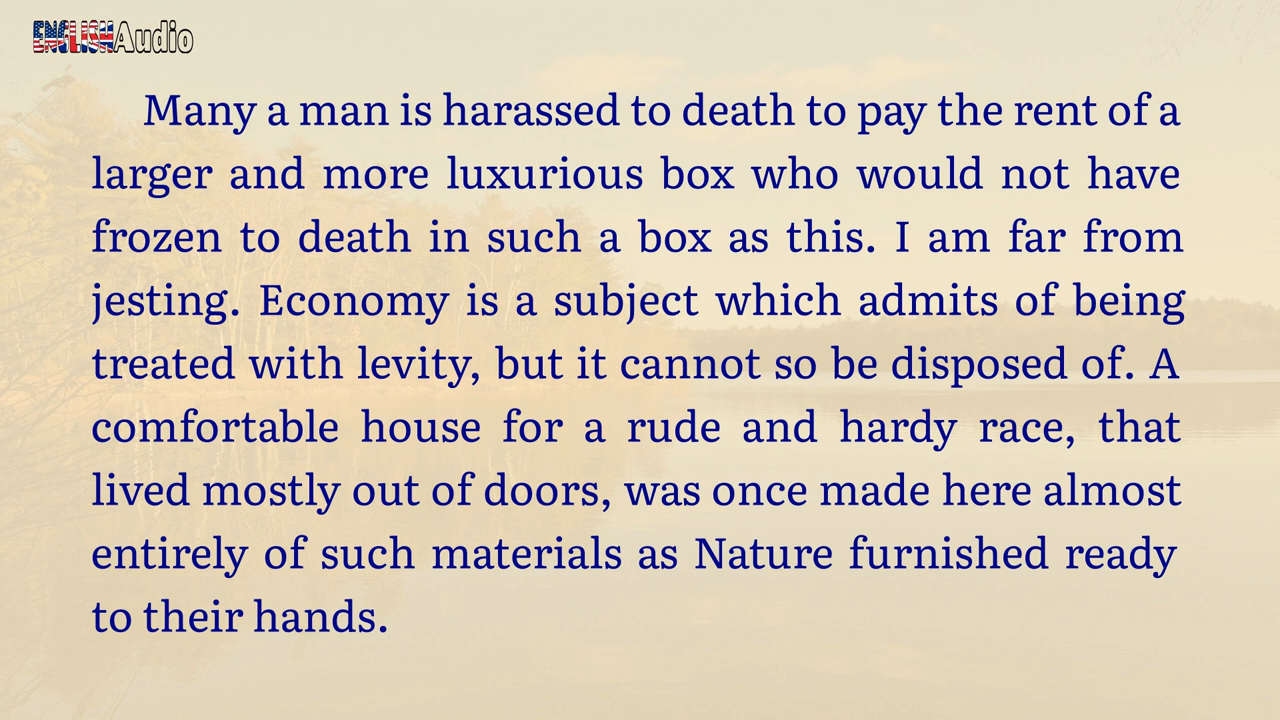 ENGLISHAudio
Many a man is harassed to death to pay the rent of a
larger and more luxurious box who would not have
frozen to death in such a box as this. I am far from
jesting. Economy is a subject which admits of being
treated with levity, but it cannot so be disposed of. A
comfortable house for a rude and hardy race, that
lived mostly out of doors, was once made here almost
entirely of such materials as Nature furnished ready
to their hands.